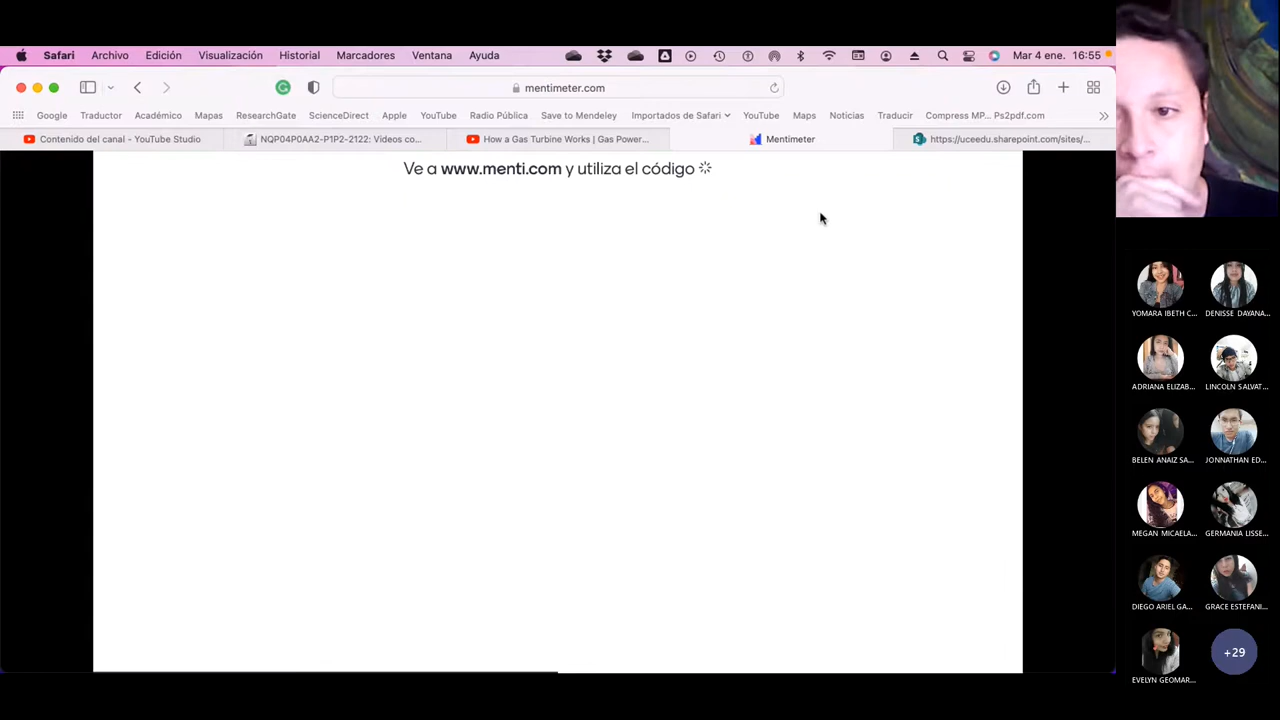 Safari Archivo Edición Visualización Historial Marcadores Ventana Ayuda Mar 4 ene. 16:55
mentimeter.com
Google Traductor Académico Mapas ResearchGate ScienceDirect Apple YouTube Radio Pública Save to Mendeley Importados de Safari YouTube Maps Noticias Traducir Compress MP... Ps2pdf.com
Contenido del canal - YouTube Studio NQP04P0AA2-P1P2-2122: Videos co... How a Gas Turbine Works | Gas Power... Mentimeter https://uceedu.sharepoint.com/sites/...
Ve a www.menti.com y utiliza el código
YOMARA IBETH C... DENISSE DAYANA...
ADRIANA ELIZAB... LINCOLN SALVAT...
BELEN ANAIZ SA... JONNATHAN ED...
MEGAN MICAELA... GERMANIA LISSE...
DIEGO ARIEL GA... GRACE ESTEFANI...
EVELYN GEOMAR... +29